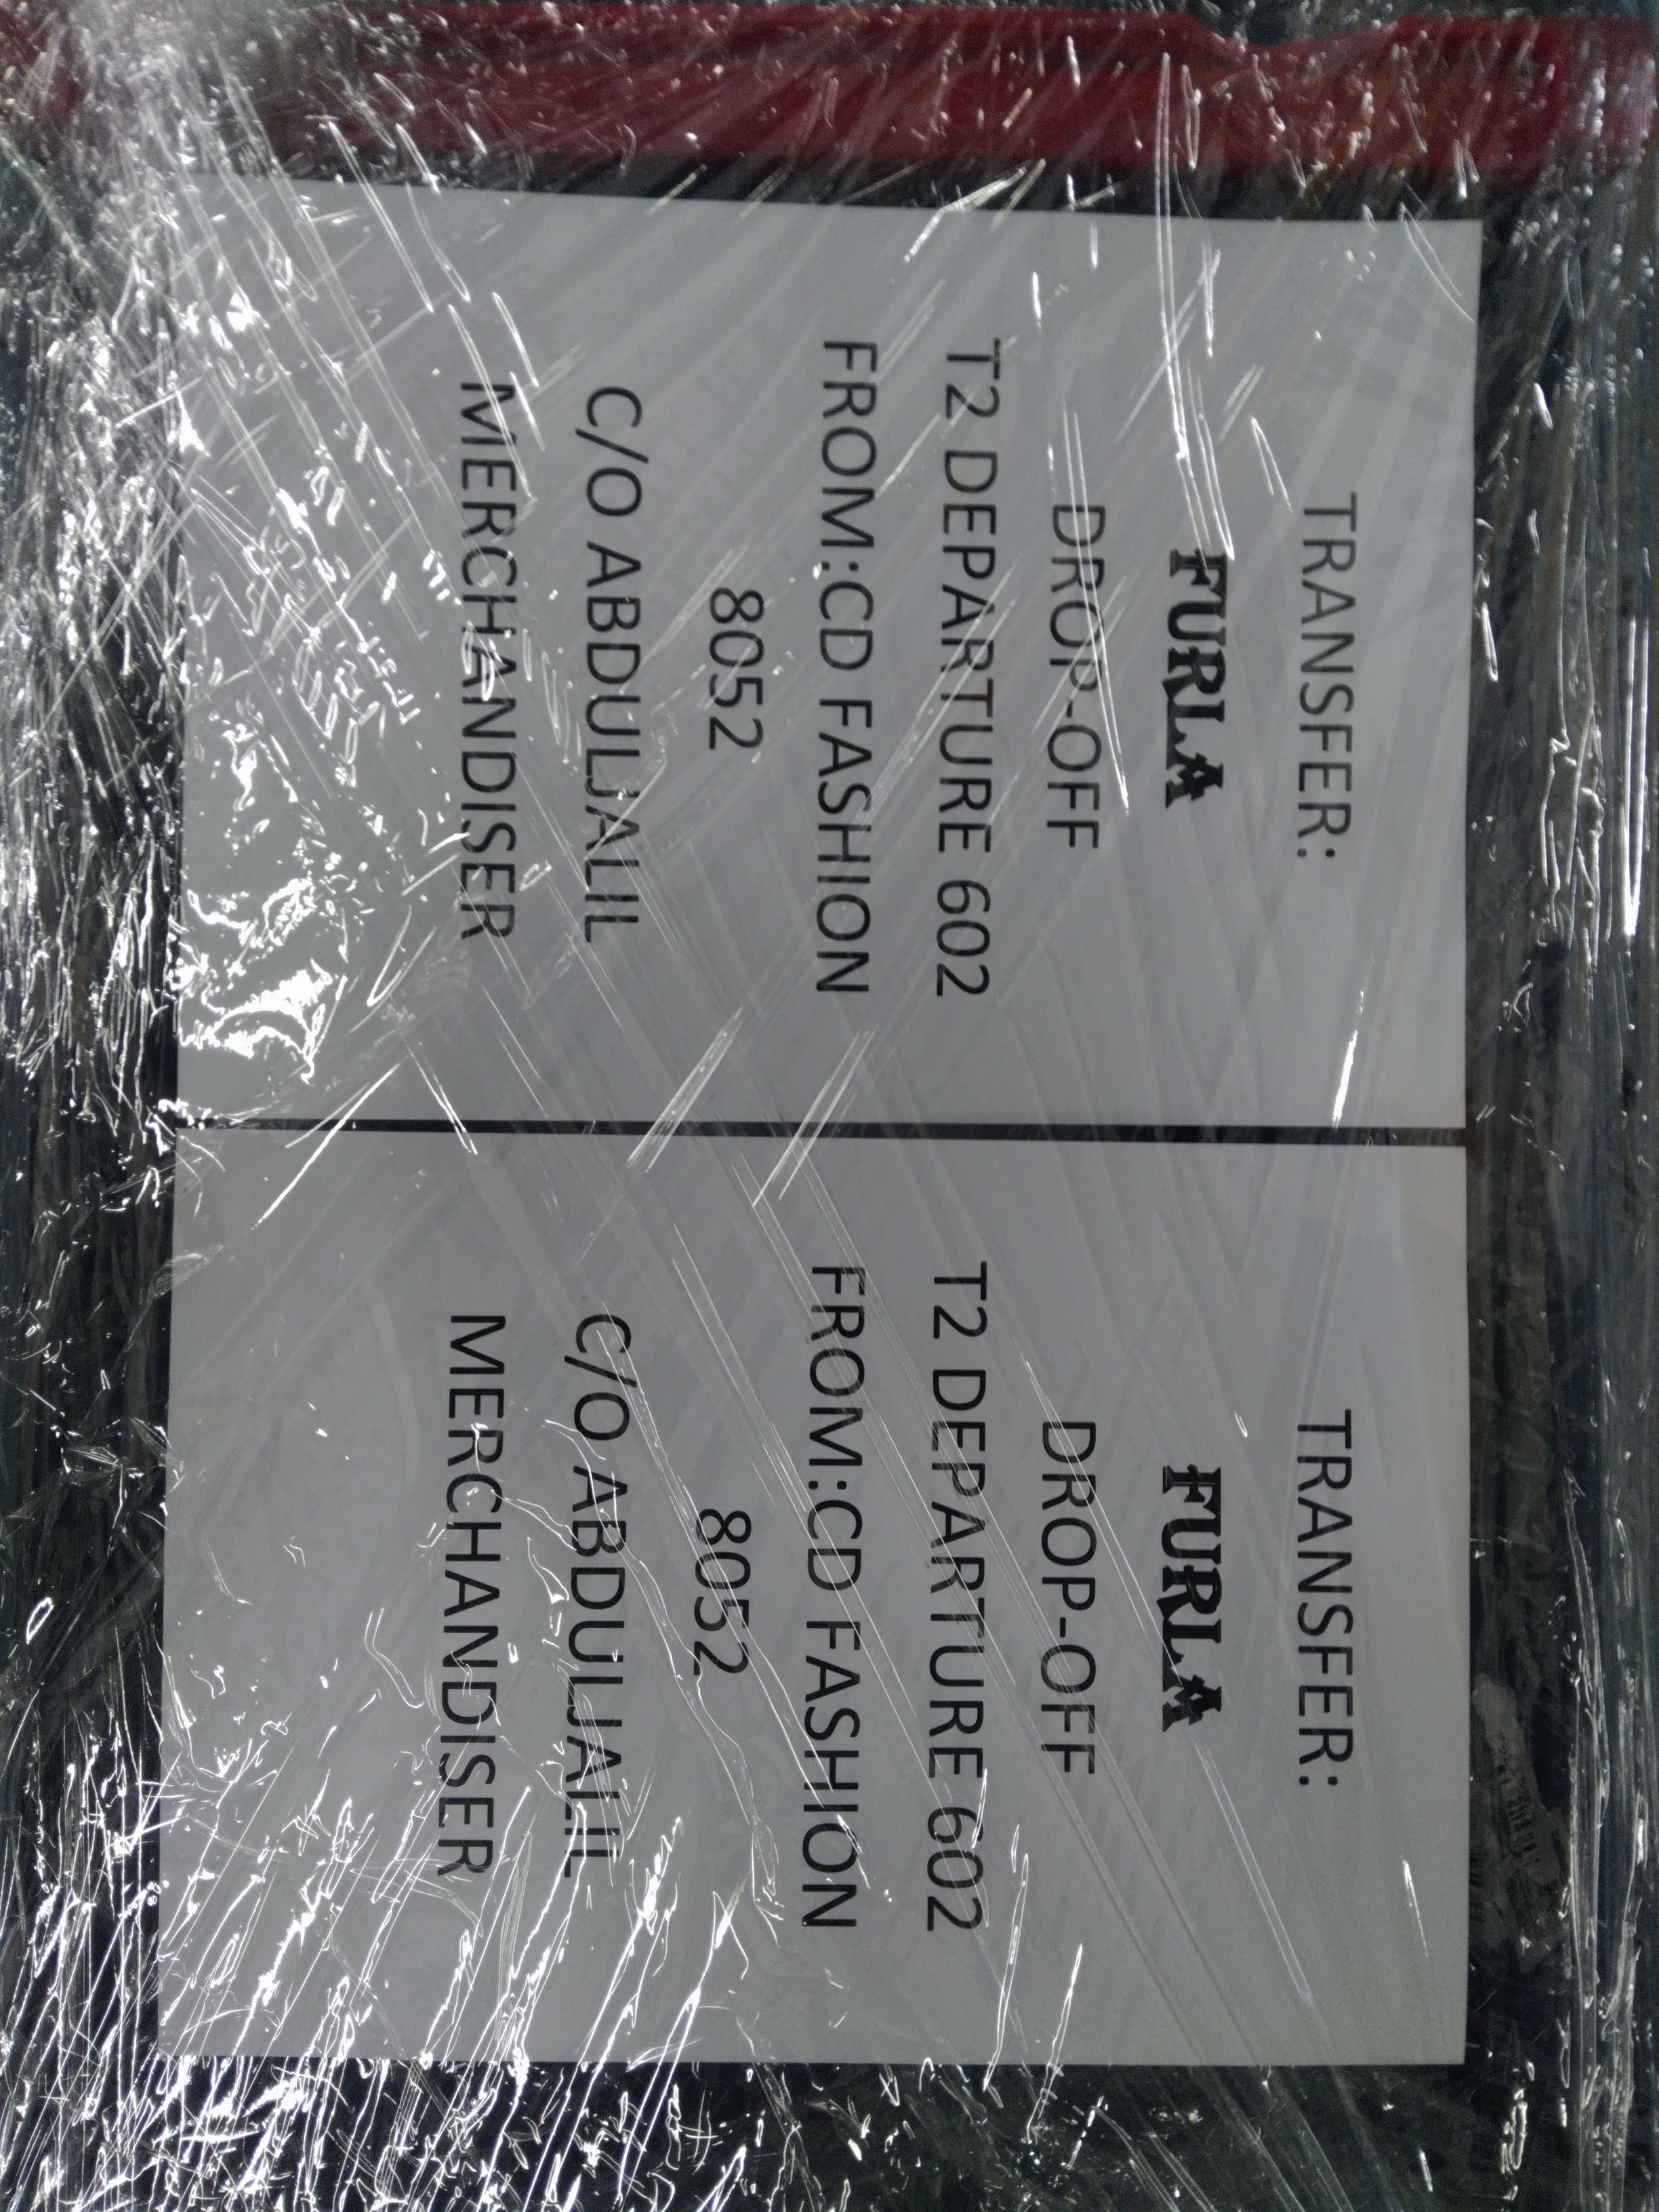 TRANSFER:
FURLA
DROP-OFF
T2 DEPARTURE 602
FROM:CD FASHION
8052
C/O ABDULJALIL
MERCHANDISER
TRANSFER:
FURLA
DROP-OFF
T2 DEPARTURE 602
FROM:CD FASHION
8052
C/O ABDULJALIL
MERCHANDISER